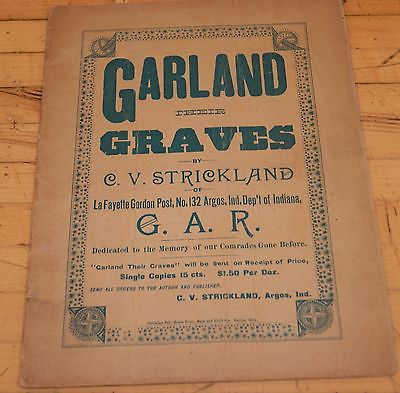 GARLAND
THEIR
GRAVES
BY
C. V. STRICKLAND
OF
La Fayette Gordon Post, No. 132 Argos, Ind. Dep't of Indiana,
G. A. R.
Dedicated to the Memory of our Comrades Gone Before.
"Garland Their Graves" will be Sent on Receipt of Price,
Single Copies 15 cts. $1.50 Per Doz.
SEND ALL ORDERS TO THE AUTHOR AND PUBLISHER,
C. V. STRICKLAND, Argos, Ind.